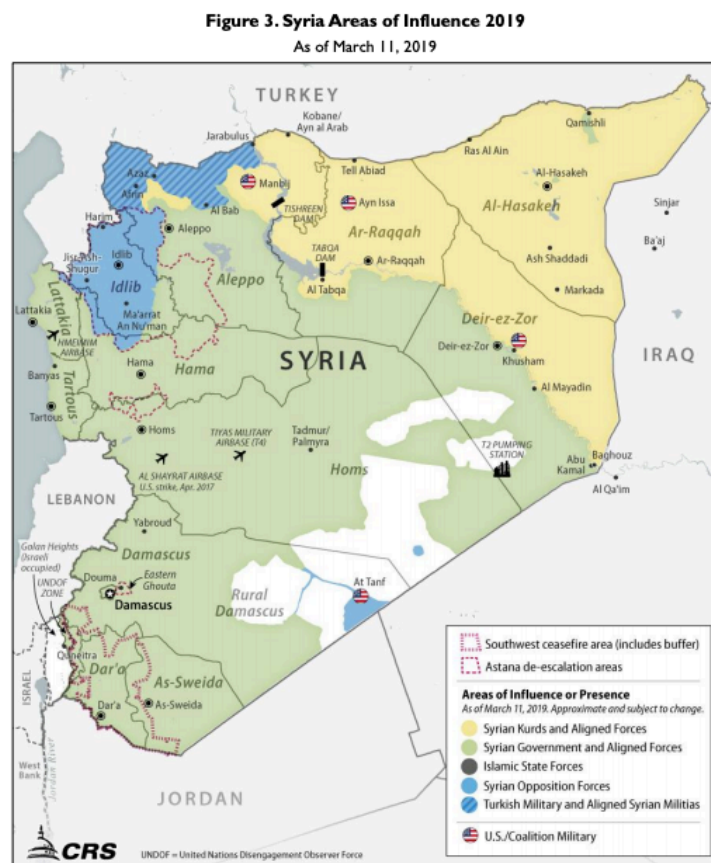 Figure 3. Syria Areas of Influence 2019
As of March 11, 2019
TURKEY
Kobane/
Ayn al Arab
Jarabulus
Qamishli
Ras Al Ain
Azaz
Tell Abiad
Afrin
Manbij
Al-Hasakeh
Al Bab
TISHREEN
DAM
Ayn Issa
Al-Hasakeh
Sinjar
Harim
Aleppo
Ar-Raqqah
Jisr-Ash-
Shugur
Idlib
TABQA
DAM
Ar-Raqqah
Ba'aj
Idlib
Aleppo
Ash Shaddadi
Al Tabqa
Markada
Lattakia
Lattakia
Ma'arrat
An Nu'man
HMEIMIM
AIRBASE
Deir-ez-Zor
Deir-ez-Zor
Khusham
SYRIA
IRAQ
Banyas
Hama
Hama
Tartous
Tartous
Al Mayadin
Homs
TIYAS MILITARY
AIRBASE (T4)
Tadmur/
Palmyra
T2 PUMPING
STATION
AL SHAYRAT AIRBASE
U.S. strike, Apr. 2017
Homs
Abu
Kamal
Baghouz
Al Qa'im
LEBANON
Yabroud
Golan Heights
(Israeli
occupied)
Damascus
UNDOF
ZONE
Douma
Eastern
Ghouta
Damascus
Rural
Damascus
At Tanf
Quneitra
ISRAEL
Dar'a
As-Sweida
Dar'a
As-Sweida
West
Bank
Jordan River
JORDAN
Southwest ceasefire area (includes buffer)
Astana de-escalation areas
Areas of Influence or Presence
As of March 11, 2019. Approximate and subject to change.
Syrian Kurds and Aligned Forces
Syrian Government and Aligned Forces
Islamic State Forces
Syrian Opposition Forces
Turkish Military and Aligned Syrian Militias
U.S./Coalition Military
CRS
UNDOF = United Nations Disengagement Observer Force